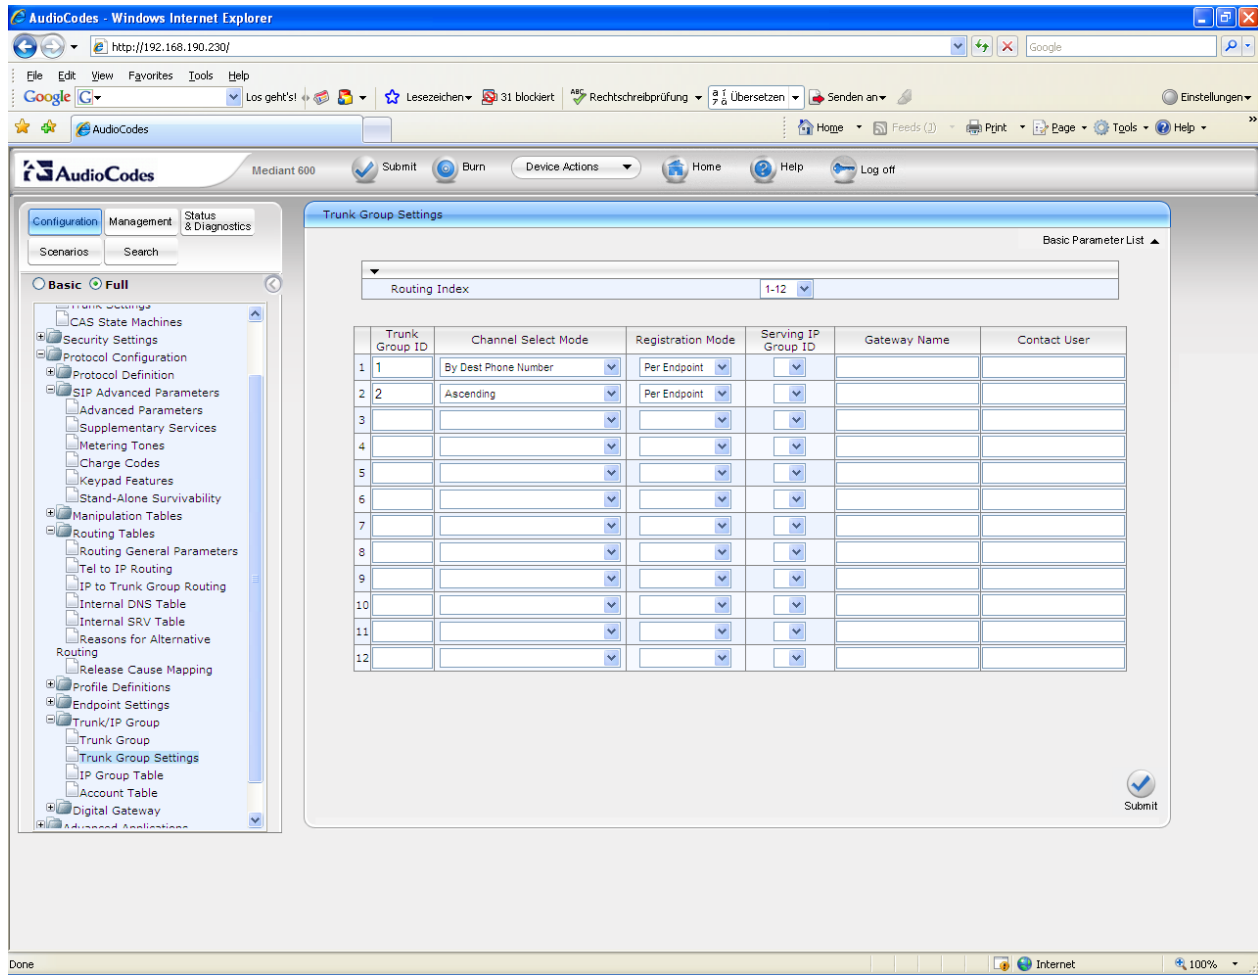 AudioCodes - Windows Internet Explorer
http://192.168.190.230/
Google
File Edit View Favorites Tools Help
Google G Los geht's! Lesezeichen 31 blockiert ABC Rechtschreibprüfung Übersetzen Senden an Einstellungen
AudioCodes
Home Feeds (J) Print Page Tools Help
AudioCodes Mediant 600 Submit Burn Device Actions Home Help Log off
Configuration Management Status & Diagnostics
Scenarios Search
Basic Full
Trunk Settings
CAS State Machines
Security Settings
Protocol Configuration
Protocol Definition
SIP Advanced Parameters
Advanced Parameters
Supplementary Services
Metering Tones
Charge Codes
Keypad Features
Stand-Alone Survivability
Manipulation Tables
Routing Tables
Routing General Parameters
Tel to IP Routing
IP to Trunk Group Routing
Internal DNS Table
Internal SRV Table
Reasons for Alternative
Routing
Release Cause Mapping
Profile Definitions
Endpoint Settings
Trunk/IP Group
Trunk Group
Trunk Group Settings
IP Group Table
Account Table
Digital Gateway
Advanced Applications
Trunk Group Settings
Basic Parameter List
Routing Index 1-12
Trunk Group ID Channel Select Mode Registration Mode Serving IP Group ID Gateway Name Contact User
1 1 By Dest Phone Number Per Endpoint
2 2 Ascending Per Endpoint
3
4
5
6
7
8
9
10
11
12
Submit
Done Internet 100%